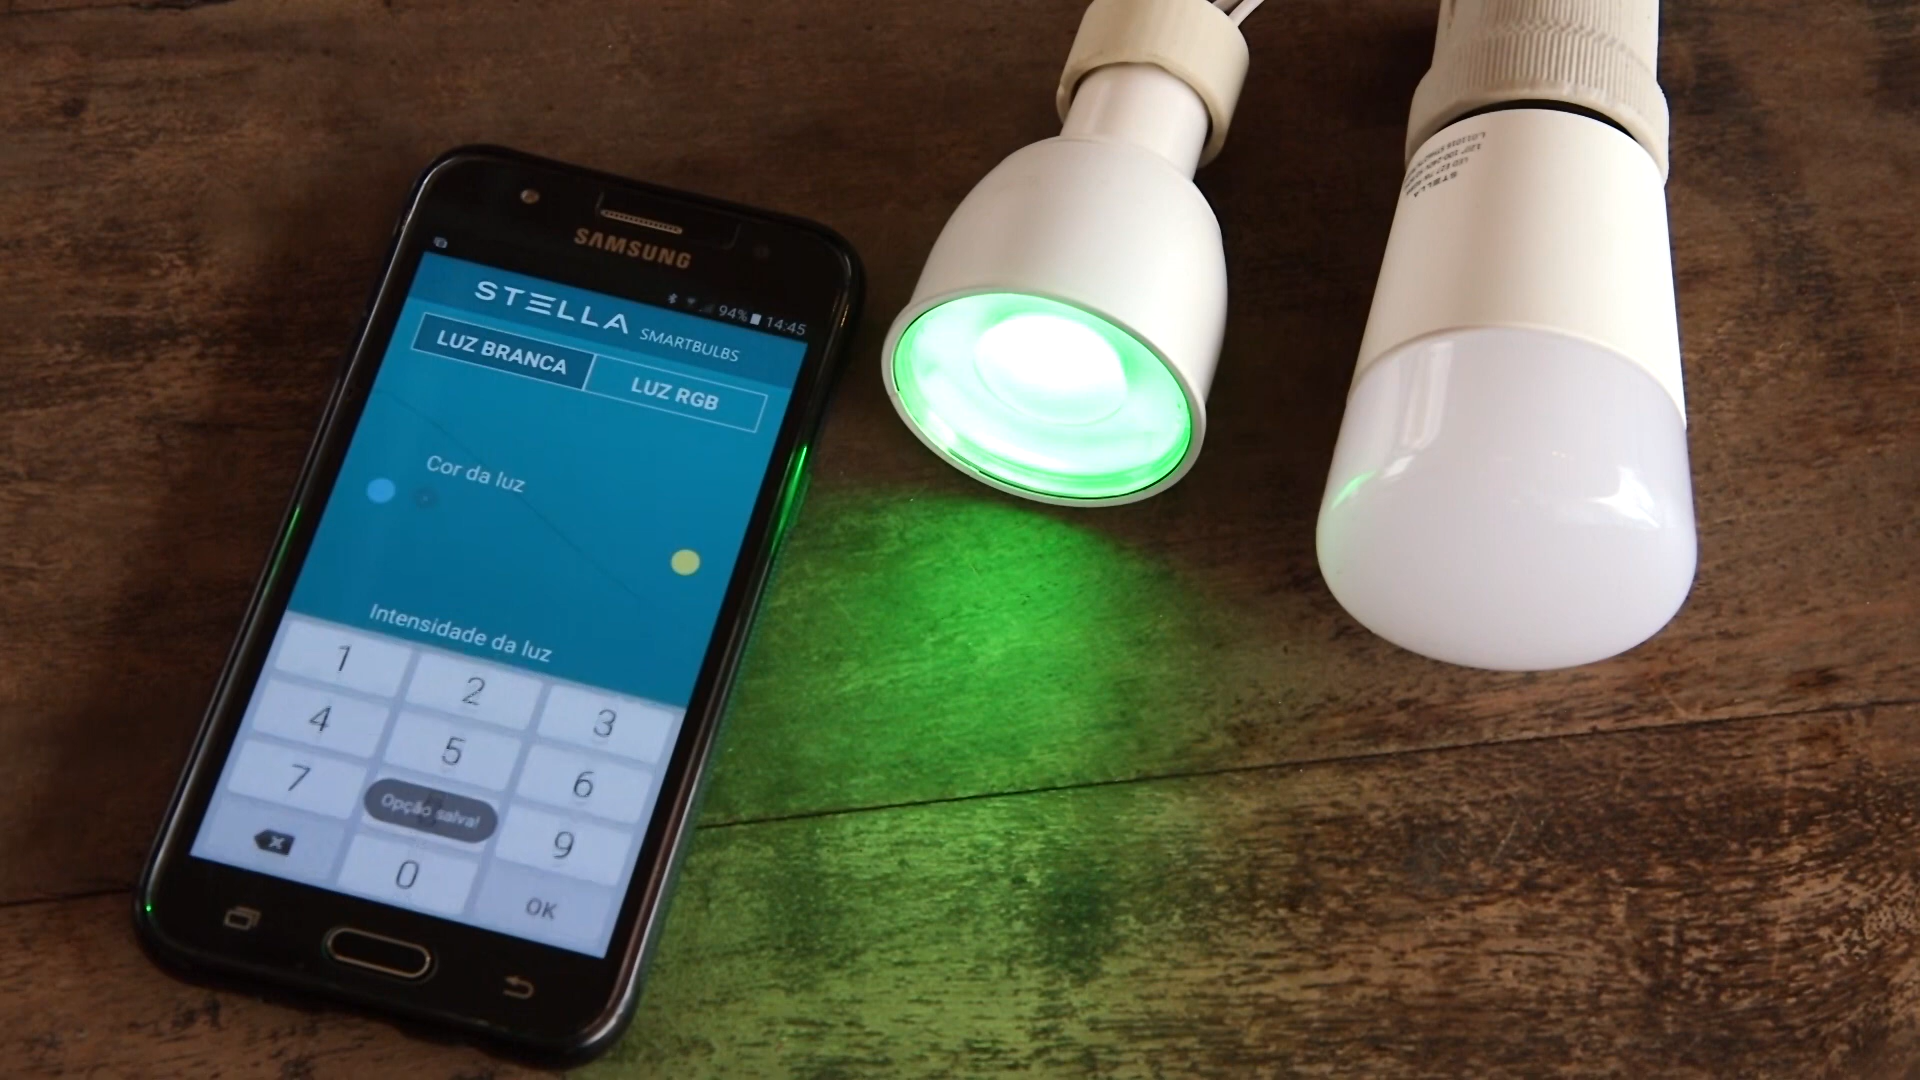 SAMSUNG
94% 14:45
STELLA SMARTBULBS
LUZ BRANCA
LUZ RGB
Cor da luz
Intensidade da luz
1 2 3
4 5 6
7 9
Opção salva!
0 OK
STELLA